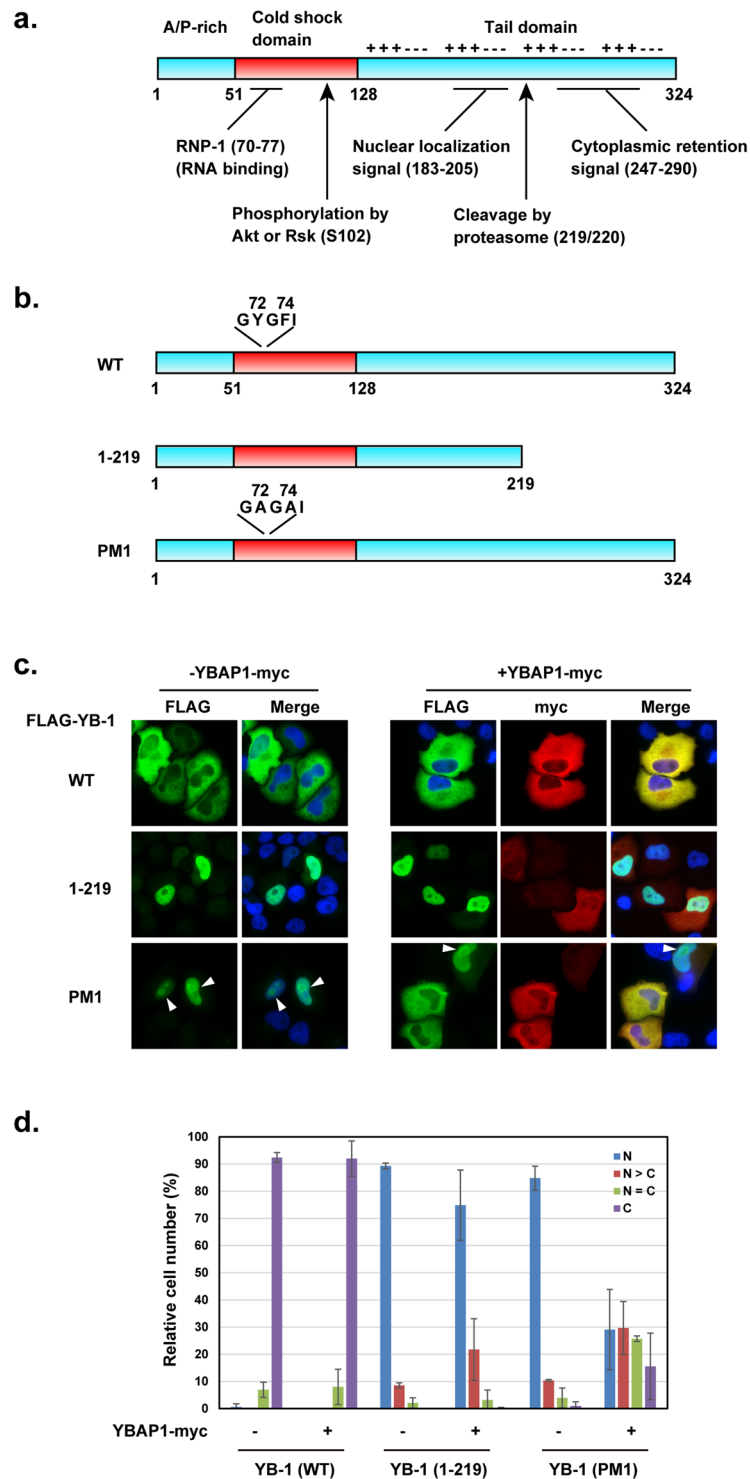 a.
A/P-rich
Cold shock
domain
Tail domain
+++--- +++--- +++--- +++---
1 51 128 324
RNP-1 (70-77)
(RNA binding)
Nuclear localization
signal (183-205)
Cytoplasmic retention
signal (247-290)
Phosphorylation by
Akt or Rsk (S102)
Cleavage by
proteasome (219/220)
b.
72 74
GYGFI
WT
1 51 128 324
1-219
1 219
72 74
GAGAI
PM1
1 324
c.
-YBAP1-myc +YBAP1-myc
FLAG Merge FLAG myc Merge
FLAG-YB-1
WT
1-219
PM1
d.
Relative cell number (%)
100
90
80
70
60
50
40
30
20
10
0
N
N > C
N = C
C
YBAP1-myc - + - + - +
YB-1 (WT) YB-1 (1-219) YB-1 (PM1)